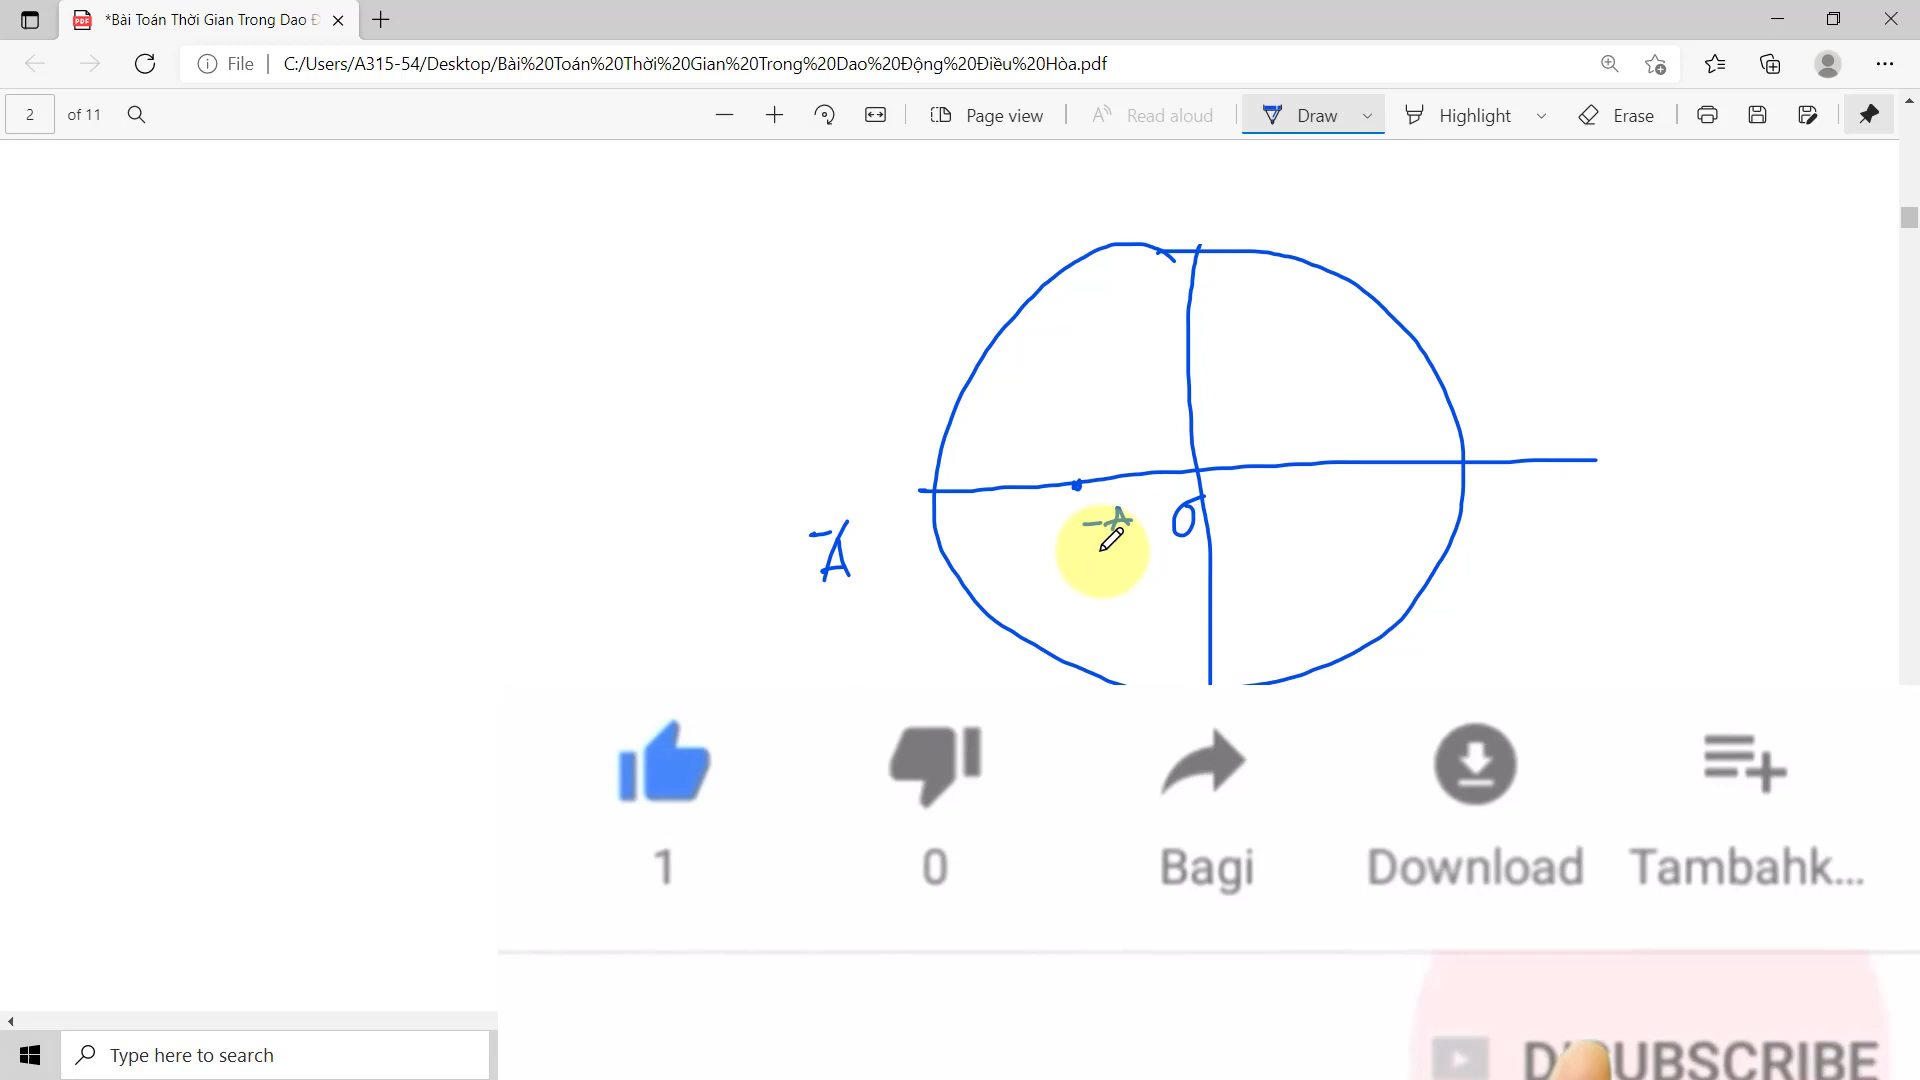 *Bài Toán Thời Gian Trong Dao Đ
File
C:/Users/A315-54/Desktop/Bài%20Toán%20Thời%20Gian%20Trong%20Dao%20Động%20Điều%20Hòa.pdf
2 of 11
Page view
Read aloud
Draw
Highlight
Erase
-A
O
-A
1
0
Bagi
Download
Tambahk...
UBSCRIBE
Type here to search